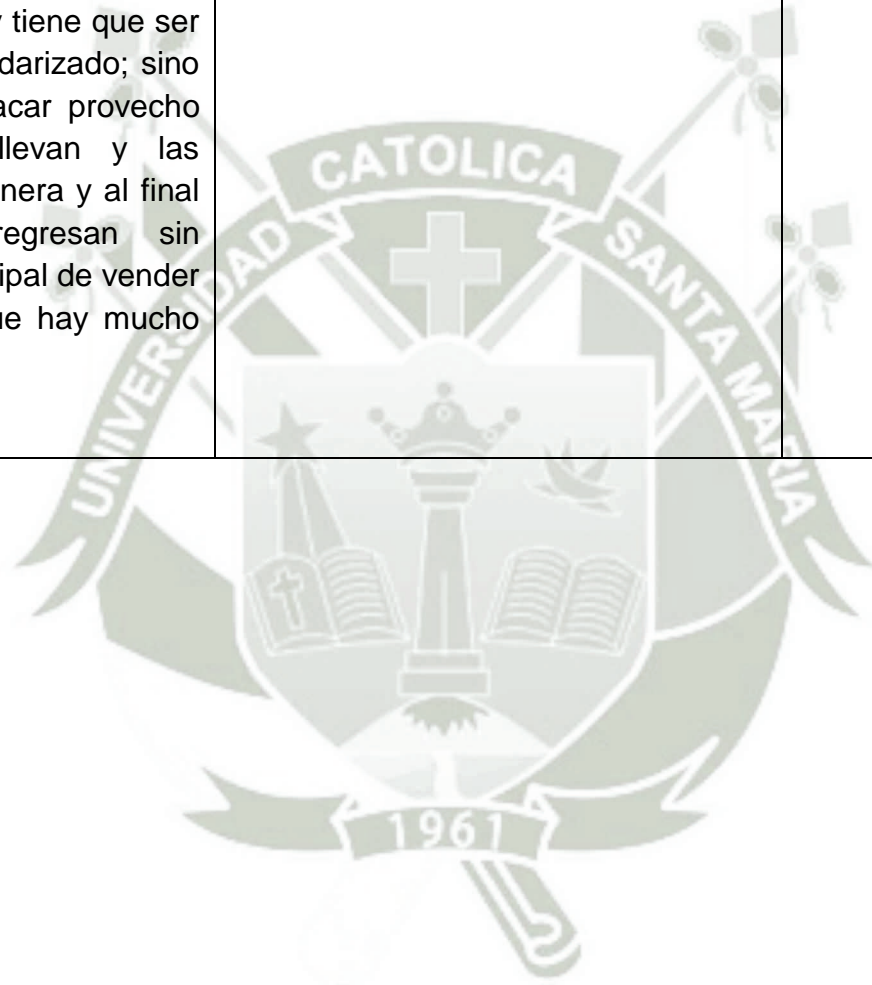 tiene que ser
darizado; sino
acar provecho
llevan y las
nera y al final
regresan sin
ipal de vender
ue hay mucho
UNIVERSIDAD CATOLICA SANTA MARIA
1961